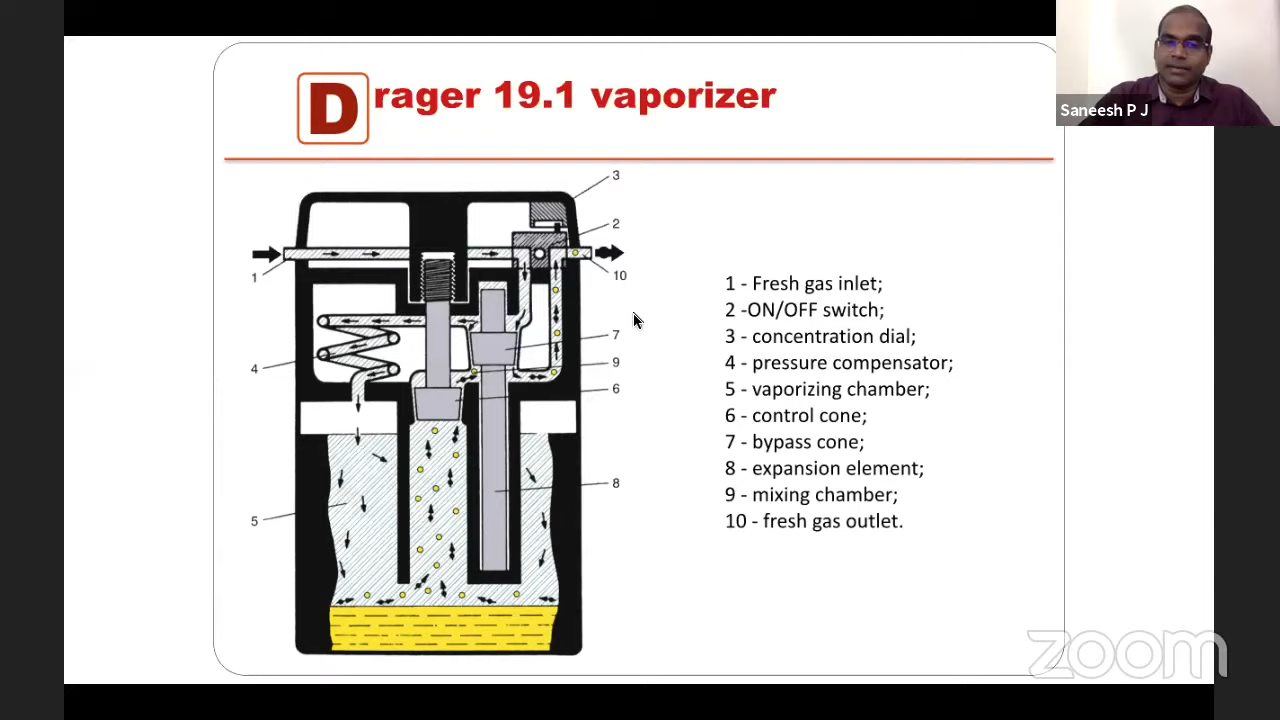 Drager 19.1 vaporizer
Saneesh P J
3
2
1
10
7
4
9
6
8
5
1 - Fresh gas inlet;
2 -ON/OFF switch;
3 - concentration dial;
4 - pressure compensator;
5 - vaporizing chamber;
6 - control cone;
7 - bypass cone;
8 - expansion element;
9 - mixing chamber;
10 - fresh gas outlet.
zoom